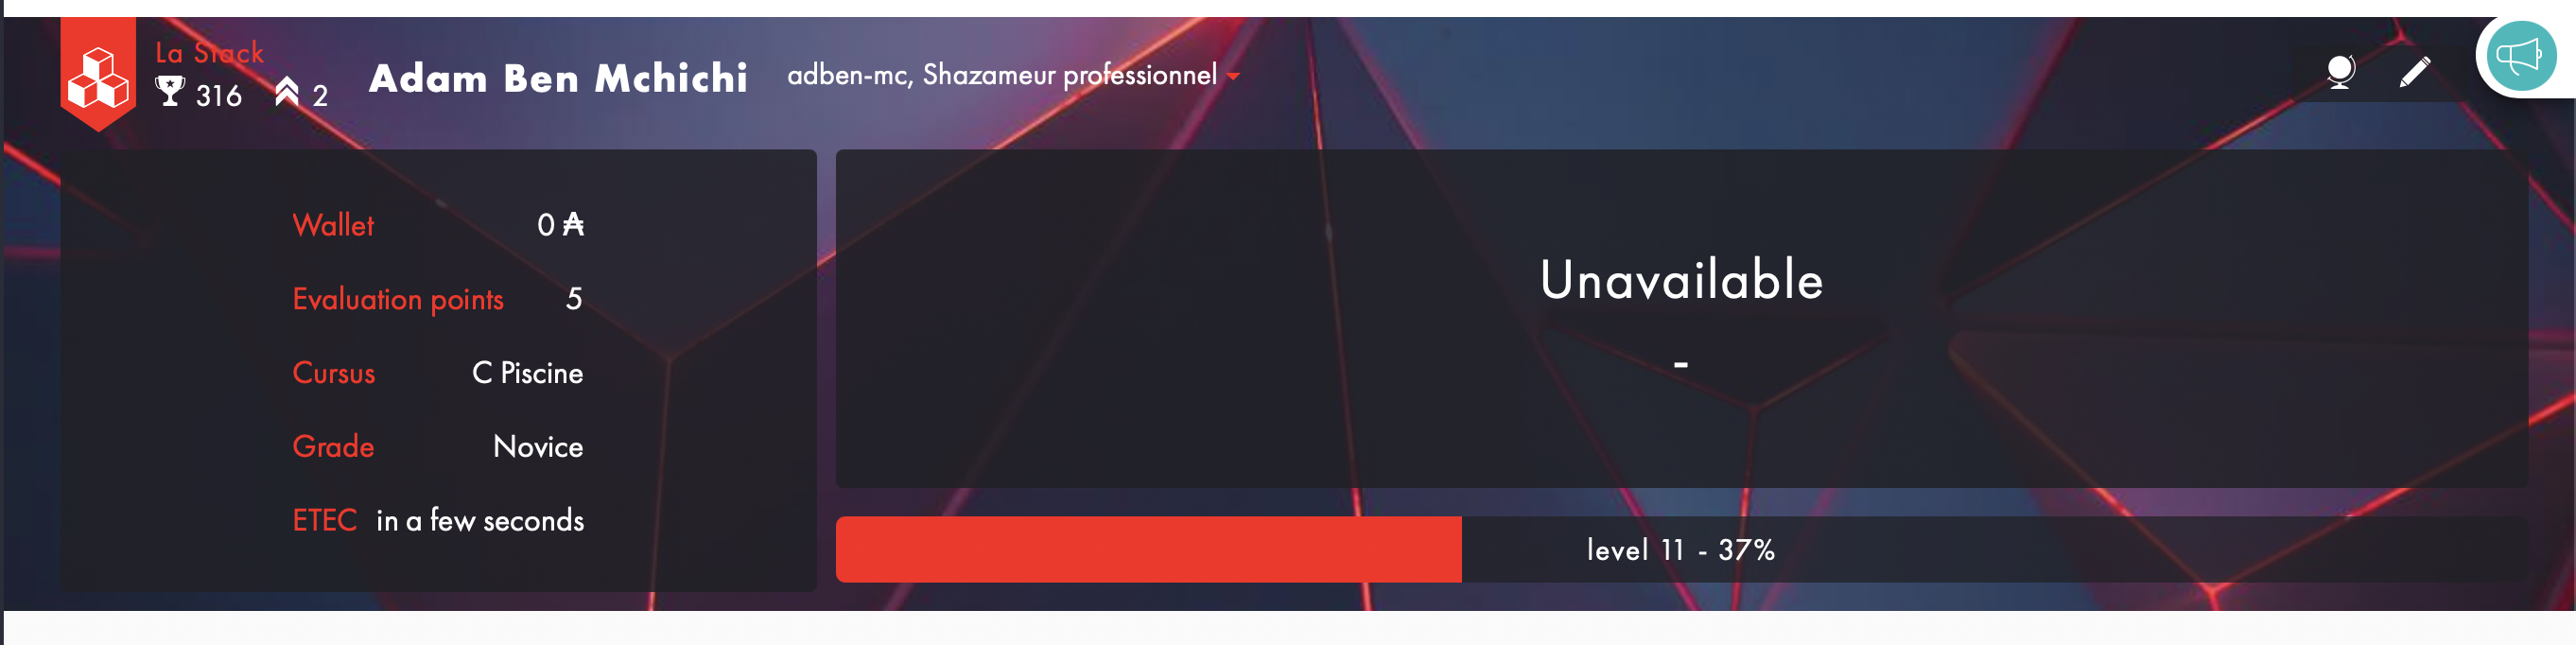 La Stack
316 2
Adam Ben Mchichi
adben-mc, Shazameur professionnel
Wallet 0 ₳
Evaluation points 5
Cursus C Piscine
Grade Novice
ETEC in a few seconds
Unavailable
-
level 11 - 37%